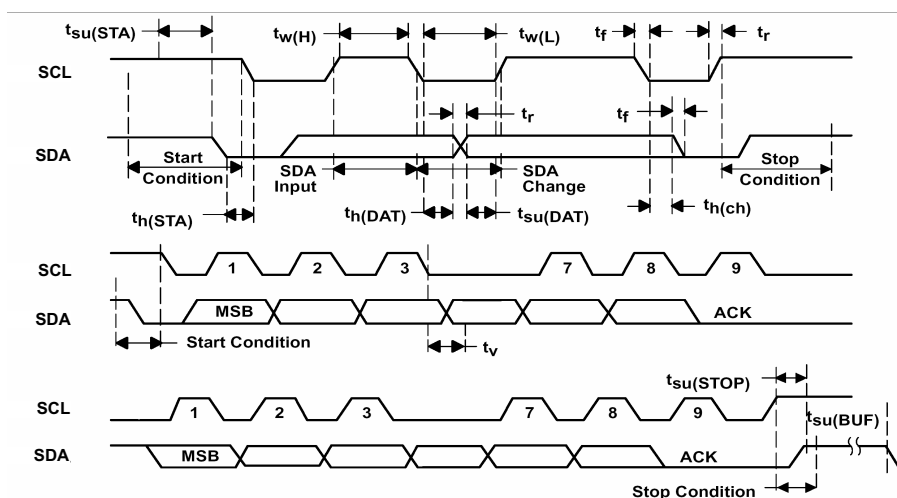 tsu(STA)
tw(H)
tw(L)
tf
tr
SCL
tr
tf
SDA
Start
Condition
SDA
Input
SDA
Change
Stop
Condition
th(STA)
th(DAT)
tsu(DAT)
th(ch)
SCL
1
2
3
7
8
9
SDA
MSB
ACK
Start Condition
tv
tsu(STOP)
SCL
1
2
3
7
8
9
tsu(BUF)
SDA
MSB
ACK
Stop Condition